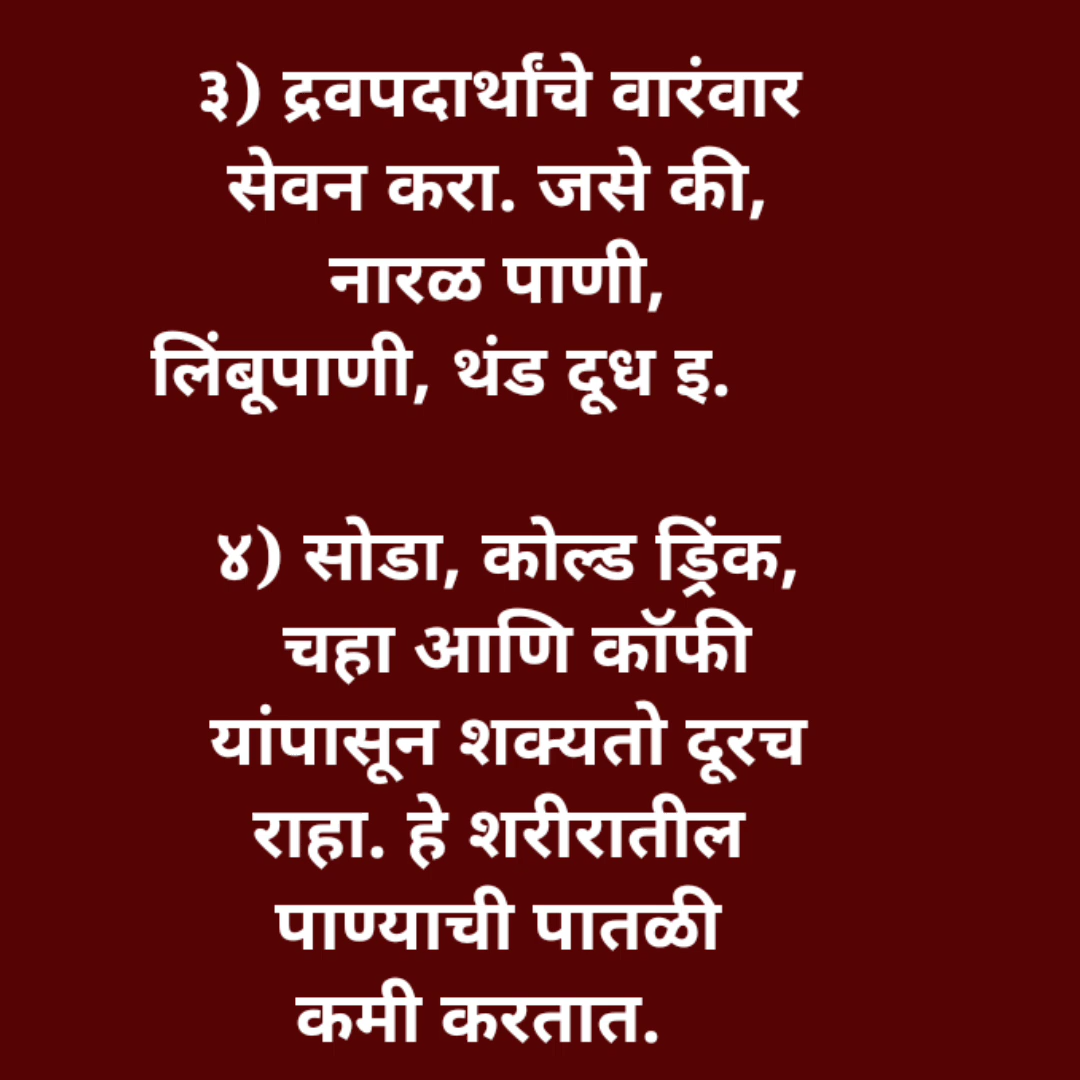 ३) द्रवपदार्थांचे वारंवार
सेवन करा. जसे की,
नारळ पाणी,
लिंबूपाणी, थंड दूध इ.
४) सोडा, कोल्ड ड्रिंक,
चहा आणि कॉफी
यांपासून शक्यतो दूरच
राहा. हे शरीरातील
पाण्याची पातळी
कमी करतात.